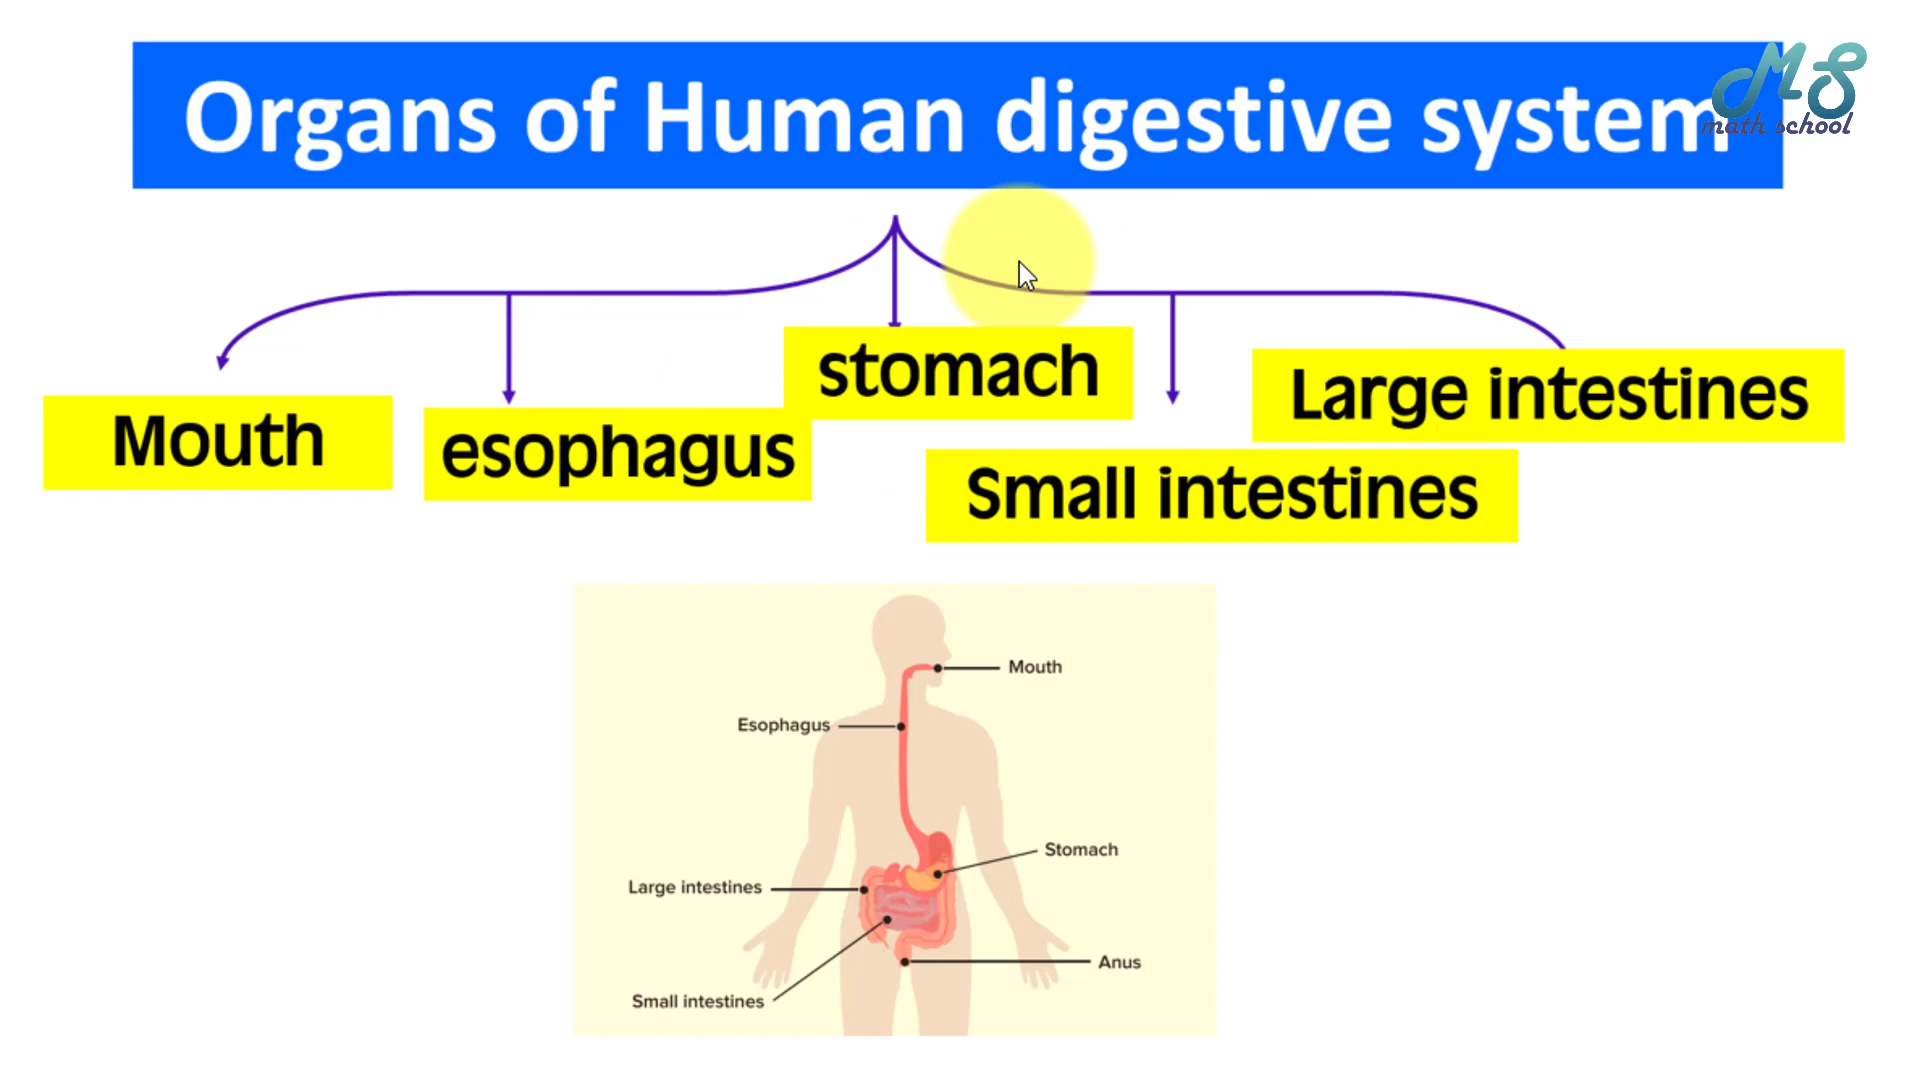 Organs of Human digestive system
MS
math school
Mouth
esophagus
stomach
Small intestines
Large intestines
Mouth
Esophagus
Stomach
Large intestines
Anus
Small intestines